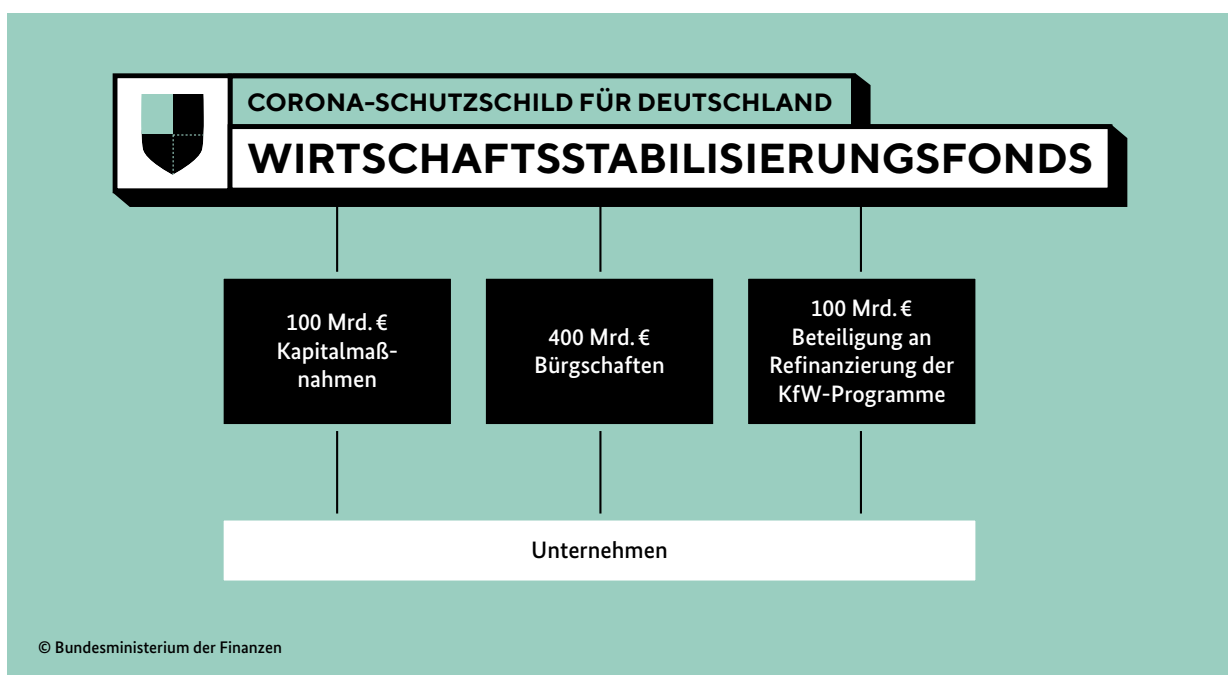 CORONA-SCHUTZSCHILD FÜR DEUTSCHLAND
WIRTSCHAFTSSTABILISIERUNGSFONDS
100 Mrd. €
Kapitalmaß-
nahmen
400 Mrd. €
Bürgschaften
100 Mrd. €
Beteiligung an
Refinanzierung der
KfW-Programme
Unternehmen
© Bundesministerium der Finanzen